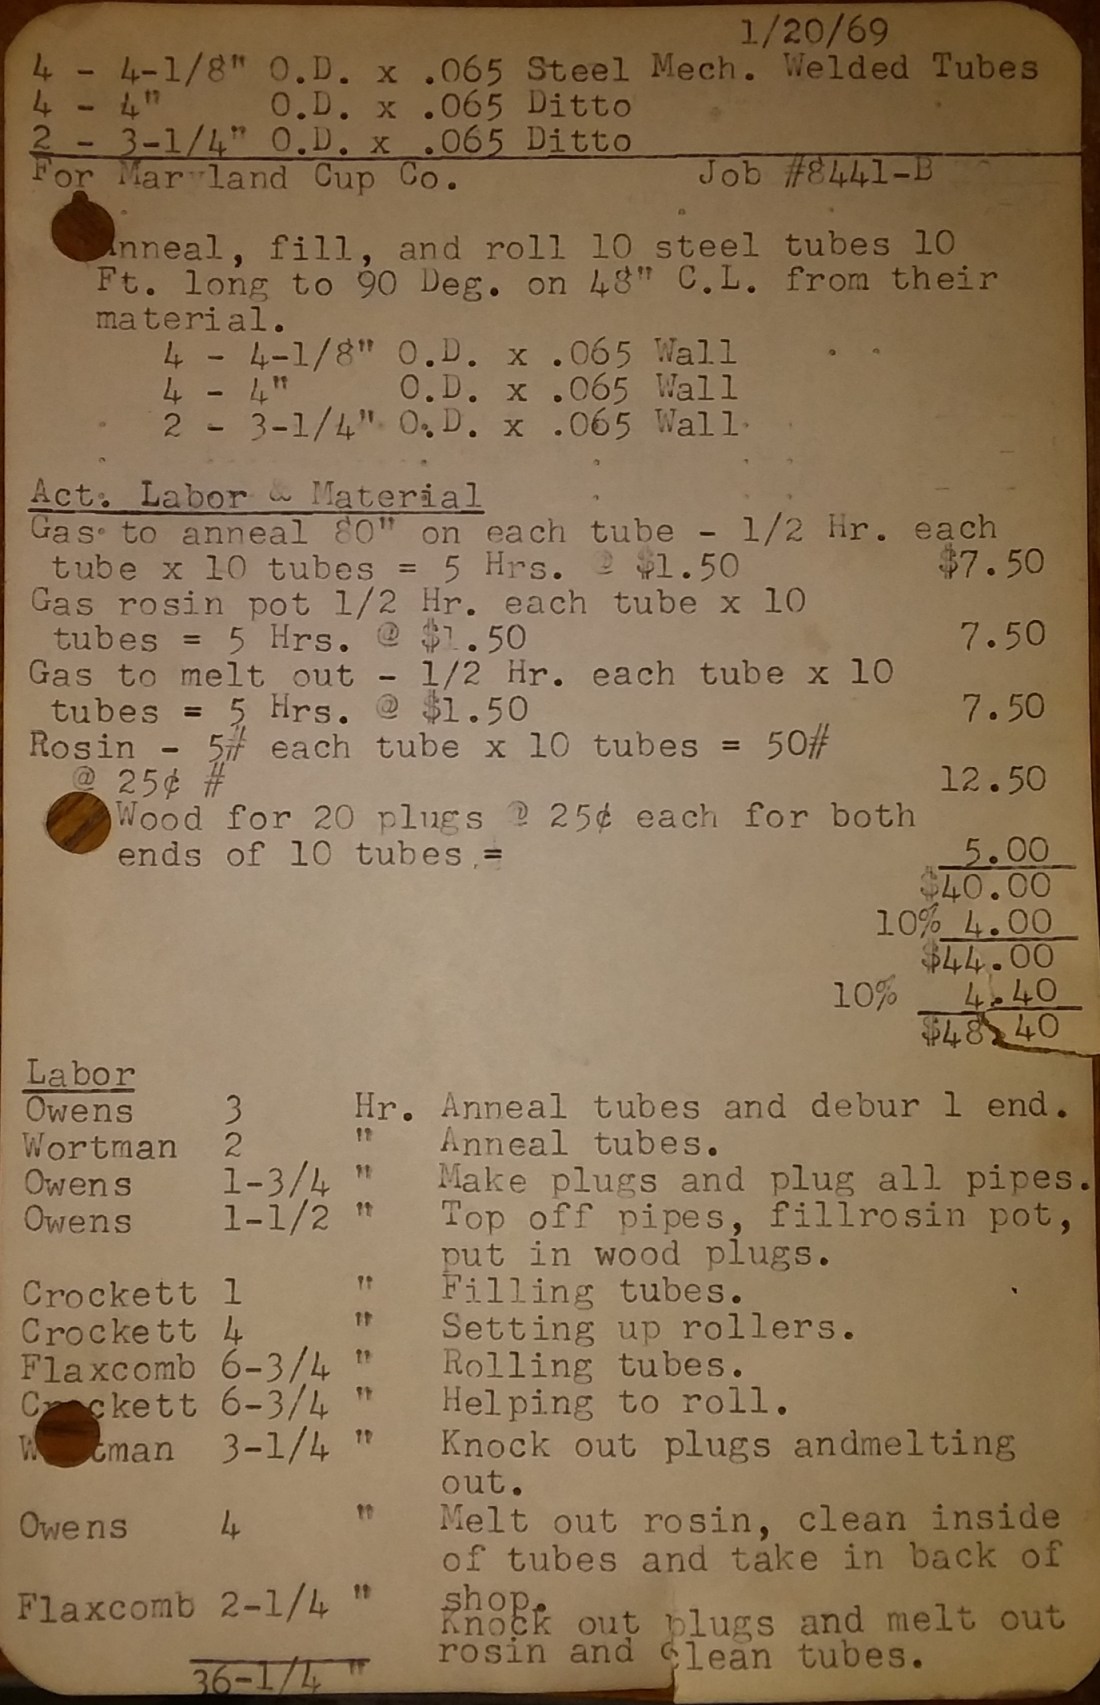 1/20/69
4 - 4-1/8" O.D. x .065 Steel Mech. Welded Tubes
4 - 4" O.D. x .065 Ditto
2 - 3-1/4" O.D. x .065 Ditto
For Maryland Cup Co. Job #8441-B
Anneal, fill, and roll 10 steel tubes 10
Ft. long to 90 Deg. on 48" C.L. from their
material.
4 - 4-1/8" O.D. x .065 Wall
4 - 4" O.D. x .065 Wall
2 - 3-1/4" O.D. x .065 Wall
Act. Labor & Material
Gas to anneal 80" on each tube - 1/2 Hr. each
tube x 10 tubes = 5 Hrs. @ $1.50 $7.50
Gas rosin pot 1/2 Hr. each tube x 10
tubes = 5 Hrs. @ $1.50 7.50
Gas to melt out - 1/2 Hr. each tube x 10
tubes = 5 Hrs. @ $1.50 7.50
Rosin - 5# each tube x 10 tubes = 50#
@ 25¢ # 12.50
Wood for 20 plugs @ 25¢ each for both
ends of 10 tubes = 5.00
$40.00
10% 4.00
$44.00
10% 4.40
$48.40
Labor
Owens 3 Hr. Anneal tubes and debur 1 end.
Wortman 2 " Anneal tubes.
Owens 1-3/4 " Make plugs and plug all pipes.
Owens 1-1/2 " Top off pipes, fillrosin pot,
put in wood plugs.
Crockett 1 " Filling tubes.
Crockett 4 " Setting up rollers.
Flaxcomb 6-3/4 " Rolling tubes.
Crockett 6-3/4 " Helping to roll.
Wortman 3-1/4 " Knock out plugs andmelting
out.
Owens 4 " Melt out rosin, clean inside
of tubes and take in back of
shop.
Flaxcomb 2-1/4 " Knock out plugs and melt out
rosin and clean tubes.
36-1/4 "